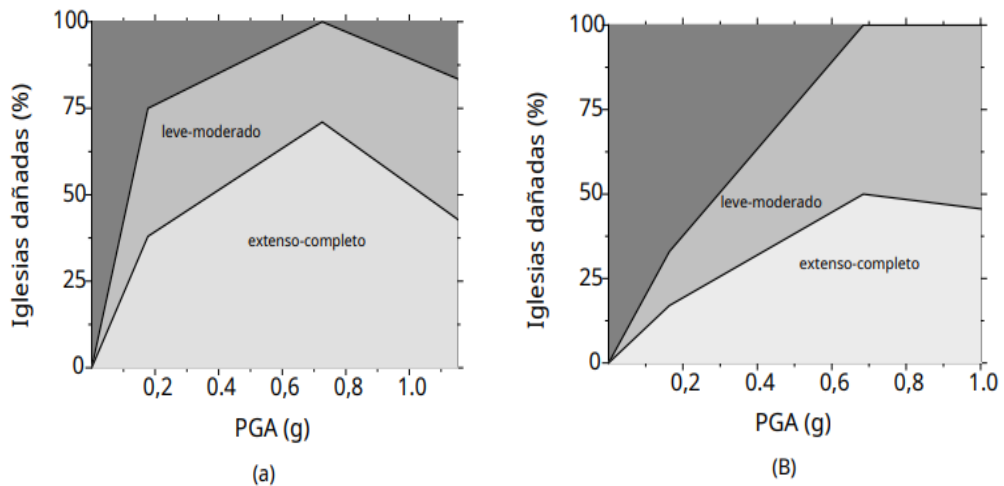 100
75
50
25
0
Iglesias dañadas (%)
leve-moderado
extenso-completo
0,2 0.4 0,6 0,8 1.0
PGA (g)
(a)
100
75
50
25
0
Iglesias dañadas (%)
leve-moderado
extenso-completo
0,2 0.4 0,6 0,8 1.0
PGA (g)
(B)